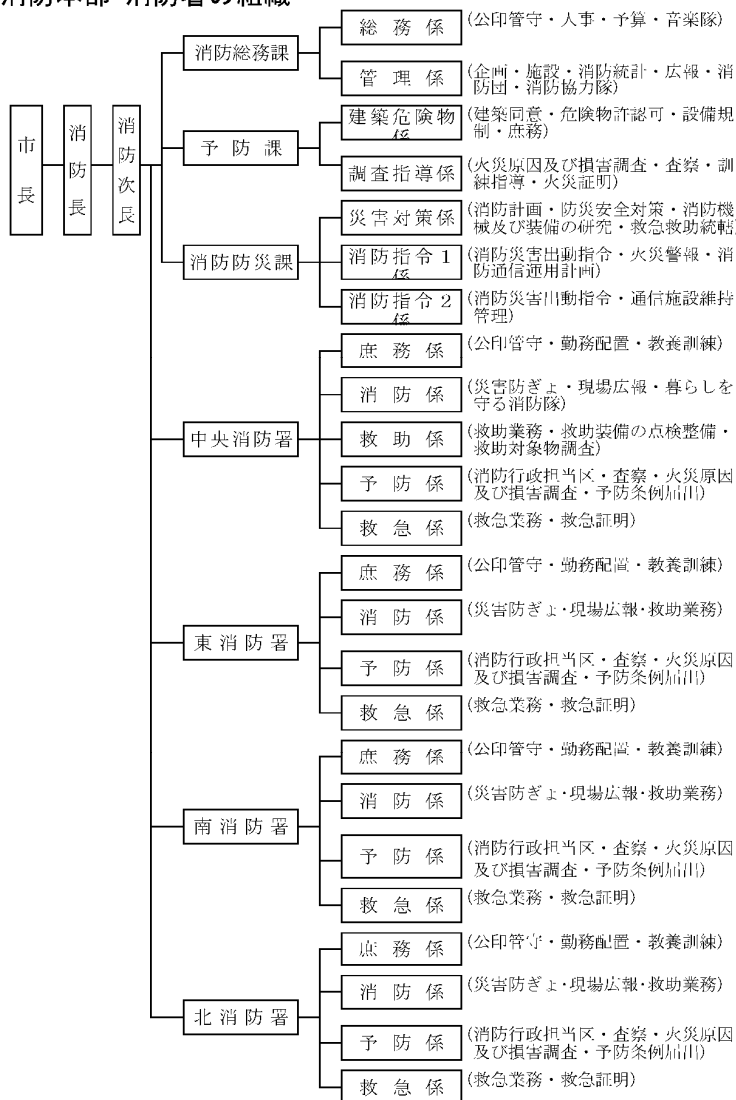 消防本部・消防署の組織
市長
消防長
消防次長
消防総務課
総務係
(公印管守・人事・予算・音楽隊)
管理係
(企画・施設・消防統計・広報・消
防団・消防協力隊)
予防課
建築危険物
係
(建築同意・危険物許認可・設備規
制・庶務)
調査指導係
(火災原因及び損害調査・査察・訓
練指導・火災証明)
消防防災課
災害対策係
(消防計画・防災安全対策・消防機
械及び装備の研究・救急救助統轄)
消防指令1
係
(消防災害出動指令・火災警報・消
防通信運用計画)
消防指令2
係
(消防災害出動指令・通信施設維持
管理)
中央消防署
庶務係
(公印管守・勤務配置・教養訓練)
消防係
(災害防ぎょ・現場広報・暮らしを
守る消防隊)
救助係
(救助業務・救助装備の点検整備・
救助対象物調査)
予防係
(消防行政担当区・査察・火災原因
及び損害調査・予防条例届出)
救急係
(救急業務・救急証明)
東消防署
庶務係
(公印管守・勤務配置・教養訓練)
消防係
(災害防ぎょ・現場広報・救助業務)
予防係
(消防行政担当区・査察・火災原因
及び損害調査・予防条例届出)
救急係
(救急業務・救急証明)
南消防署
庶務係
(公印管守・勤務配置・教養訓練)
消防係
(災害防ぎょ・現場広報・救助業務)
予防係
(消防行政担当区・査察・火災原因
及び損害調査・予防条例届出)
救急係
(救急業務・救急証明)
北消防署
庶務係
(公印管守・勤務配置・教養訓練)
消防係
(災害防ぎょ・現場広報・救助業務)
予防係
(消防行政担当区・査察・火災原因
及び損害調査・予防条例届出)
救急係
(救急業務・救急証明)